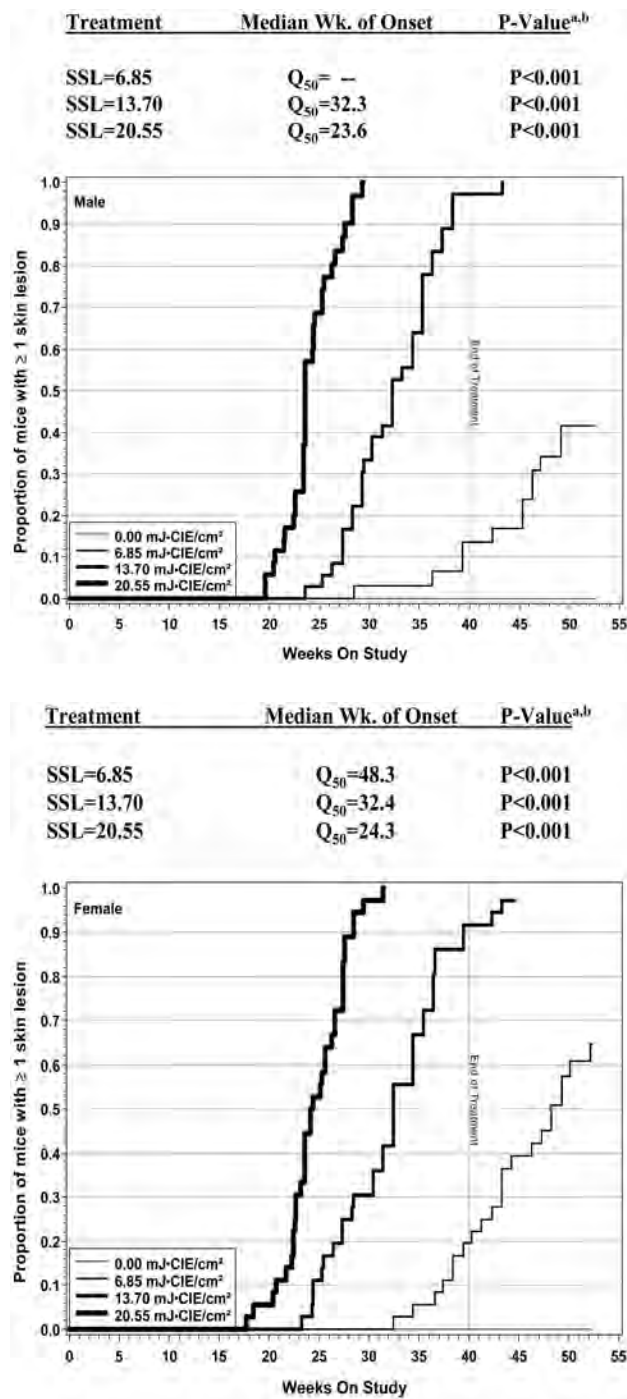 Treatment Median Wk. of Onset P-Valueᵃ,ᵇ
SSL=6.85 Q₅₀= -- P<0.001
SSL=13.70 Q₅₀=32.3 P<0.001
SSL=20.55 Q₅₀=23.6 P<0.001
Male
Proportion of mice with ≥ 1 skin lesion
1.0
0.9
0.8
0.7
0.6
0.5
0.4
0.3
0.2
0.1
0.0
End of Treatment
0.00 mJ•CIE/cm²
6.85 mJ•CIE/cm²
13.70 mJ•CIE/cm²
20.55 mJ•CIE/cm²
0 5 10 15 20 25 30 35 40 45 50 55
Weeks On Study
Treatment Median Wk. of Onset P-Valueᵃ,ᵇ
SSL=6.85 Q₅₀=48.3 P<0.001
SSL=13.70 Q₅₀=32.4 P<0.001
SSL=20.55 Q₅₀=24.3 P<0.001
Female
Proportion of mice with ≥ 1 skin lesion
1.0
0.9
0.8
0.7
0.6
0.5
0.4
0.3
0.2
0.1
0.0
End of Treatment
0.00 mJ•CIE/cm²
6.85 mJ•CIE/cm²
13.70 mJ•CIE/cm²
20.55 mJ•CIE/cm²
0 5 10 15 20 25 30 35 40 45 50 55
Weeks On Study